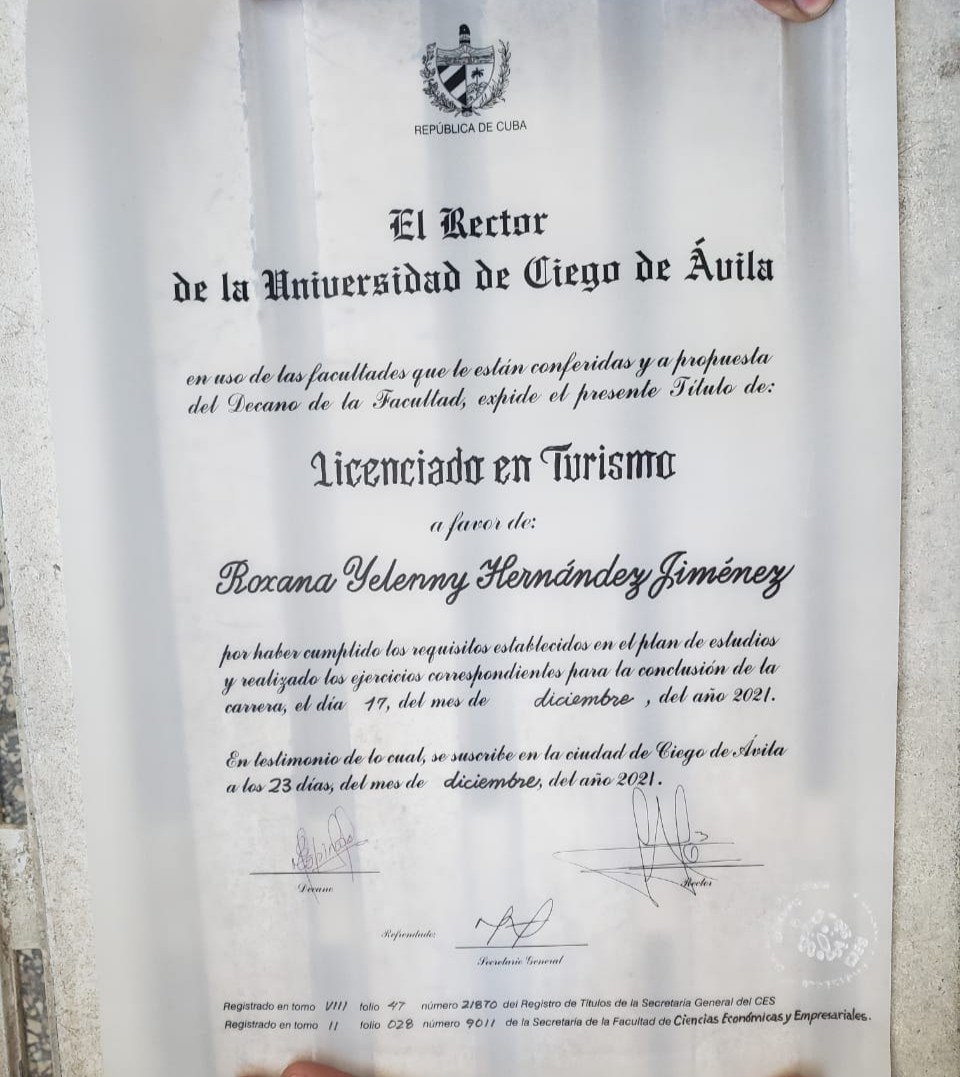 REPÚBLICA DE CUBA
El Rector
de la Universidad de Ciego de Ávila
en uso de las facultades que le están conferidas y a propuesta
del Decano de la Facultad, expide el presente Título de:
Licenciado en Turismo
a favor de:
Roxana Yelenny Hernández Jiménez
por haber cumplido los requisitos establecidos en el plan de estudios
y realizado los ejercicios correspondientes para la conclusión de la
carrera, el día 17, del mes de diciembre, del año 2021.
En testimonio de lo cual, se suscribe en la ciudad de Ciego de Ávila
a los 23 días, del mes de diciembre, del año 2021.
Decano
Rector
Refrendado:
Secretario General
Registrado en tomo VIII folio 47 número 21870 del Registro de Títulos de la Secretaría General del CES
Registrado en tomo 11 folio 028 número 9011 de la Secretaría de la Facultad de Ciencias Económicas y Empresariales.